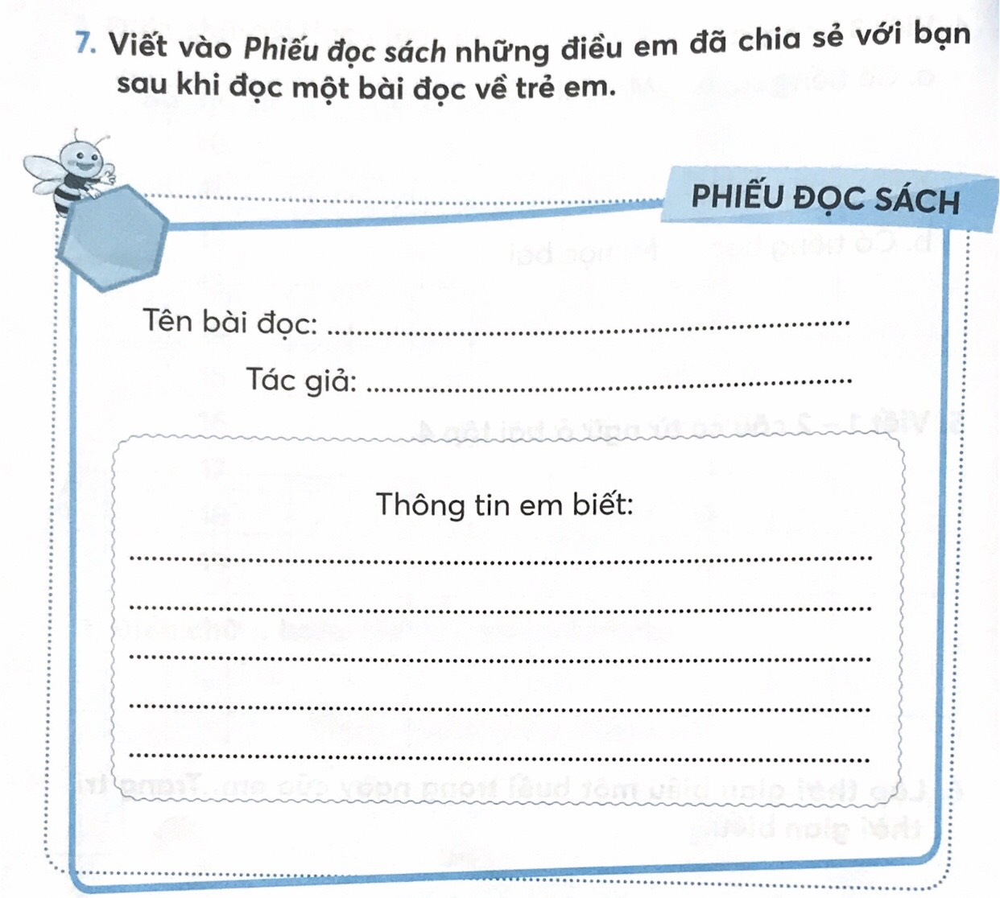 7. Viết vào Phiếu đọc sách những điều em đã chia sẻ với bạn
sau khi đọc một bài đọc về trẻ em.
PHIẾU ĐỌC SÁCH
Tên bài đọc:
Tác giả:
Thông tin em biết: